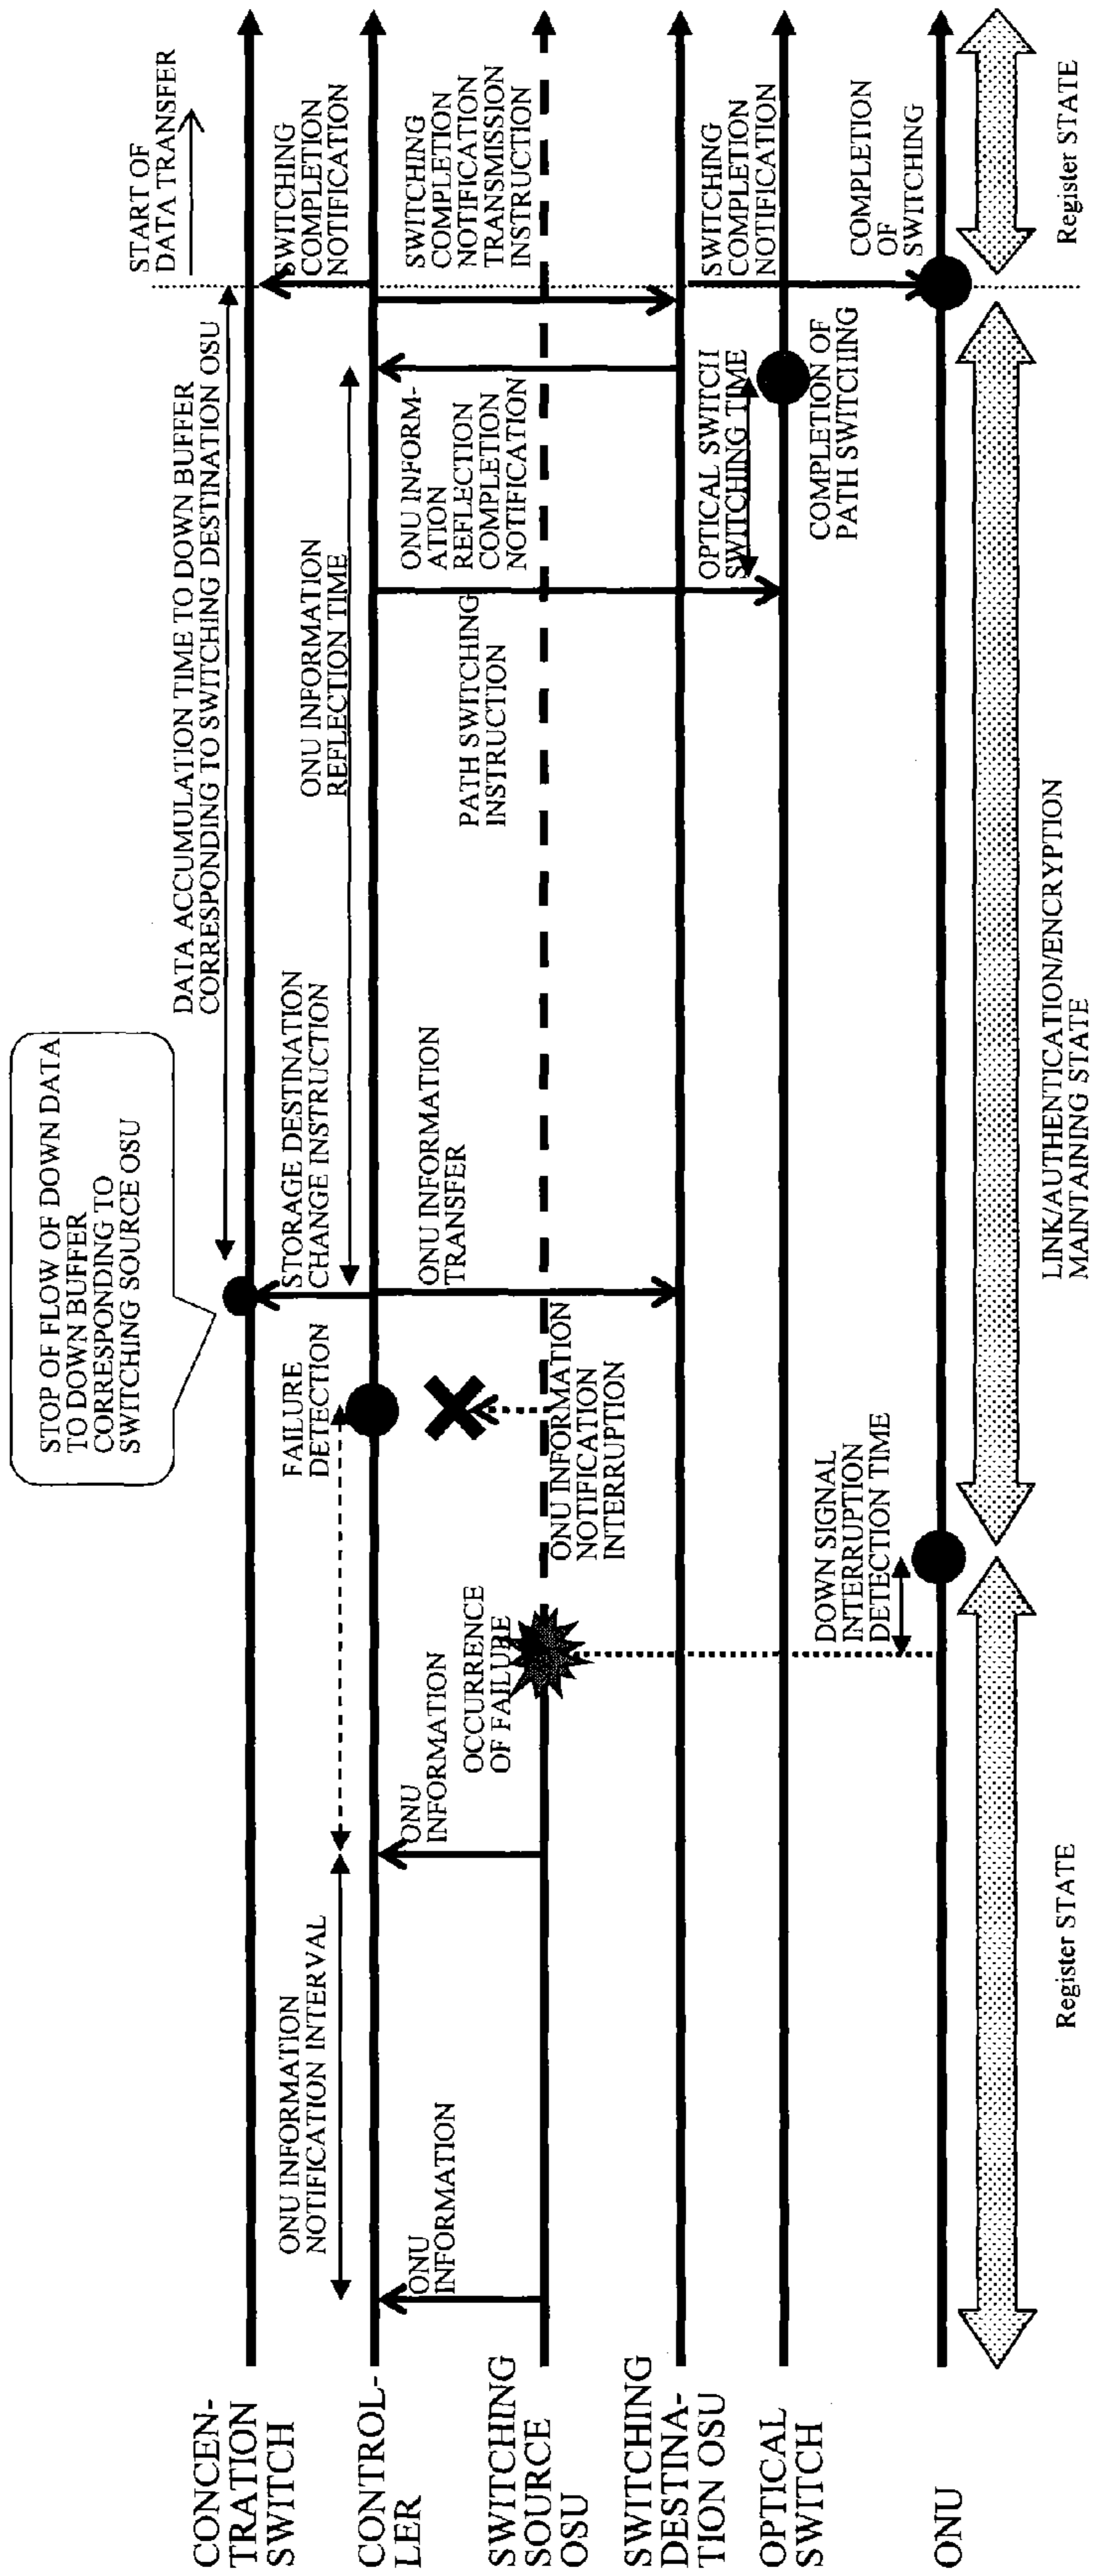 CONCEN-
TRATION
SWITCH
CONTROL-
LER
SWITCHING
SOURCE
OSU
SWITCHING
DESTINA-
TION OSU
OPTICAL
SWITCH
ONU
STOP OF FLOW OF DOWN DATA
TO DOWN BUFFER
CORRESPONDING TO
SWITCHING SOURCE OSU
DATA ACCUMULATION TIME TO DOWN BUFFER
CORRESPONDING TO SWITCHING DESTINATION OSU
START OF
DATA TRANSFER
ONU INFORMATION
NOTIFICATION INTERVAL
FAILURE
DETECTION
STORAGE DESTINATION
CHANGE INSTRUCTION
ONU INFORMATION
REFLECTION TIME
SWITCHING
COMPLETION
NOTIFICATION
ONU
INFORMATION
ONU
INFORMATION
OCCURRENCE
OF FAILURE
ONU INFORMATION
NOTIFICATION
INTERRUPTION
ONU INFORMATION
TRANSFER
PATH SWITCHING
INSTRUCTION
ONU INFORM-
ATION
REFLECTION
COMPLETION
NOTIFICATION
SWITCHING
COMPLETION
NOTIFICATION
TRANSMISSION
INSTRUCTION
OPTICAL SWITCH
SWITCHING TIME
SWITCHING
COMPLETION
NOTIFICATION
DOWN SIGNAL
INTERRUPTION
DETECTION TIME
COMPLETION OF
PATH SWITCHING
COMPLETION
OF
SWITCHING
Register STATE
LINK/AUTHENTICATION/ENCRYPTION
MAINTAINING STATE
Register STATE